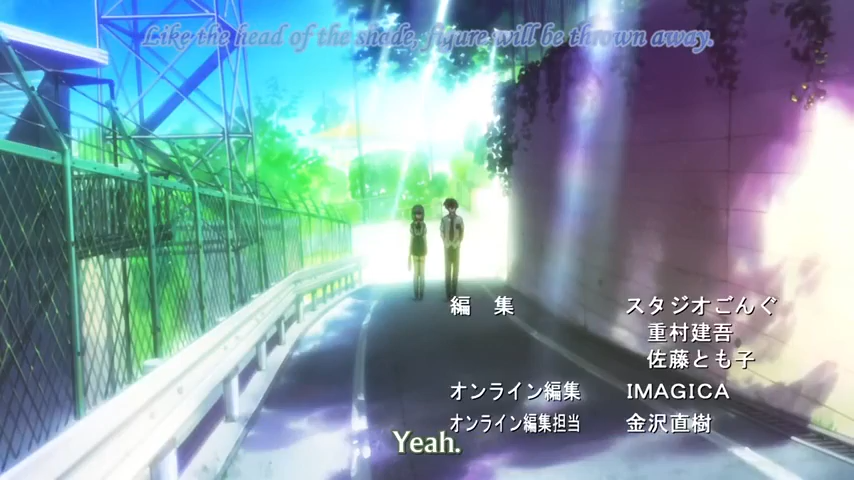 Like the head of the shade, figure will be thrown away.
編　集　スタジオごんぐ
重村建吾
佐藤とも子
オンライン編集　IMAGICA
オンライン編集担当　金沢直樹
Yeah.